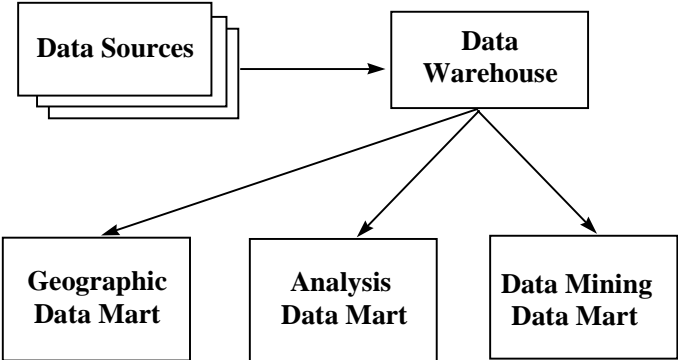 Data Sources
Data
Warehouse
Geographic
Data Mart
Analysis
Data Mart
Data Mining
Data Mart